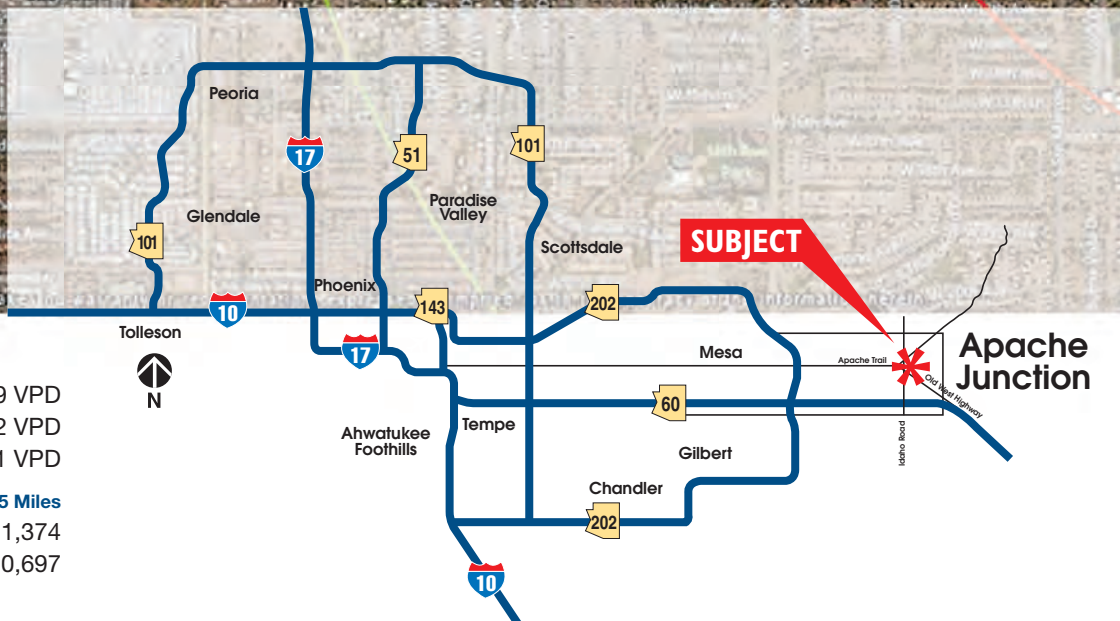 Peoria
17
51
101
Glendale
Paradise
Valley
101
Scottsdale
SUBJECT
Phoenix
10
143
202
Tolleson
17
Mesa
Apache Trail
Apache
Junction
N
Old West Highway
60
9 VPD
2 VPD
1 VPD
Ahwatukee
Foothills
Tempe
Idaho Road
Gilbert
5 Miles
Chandler
202
1,374
0,697
10